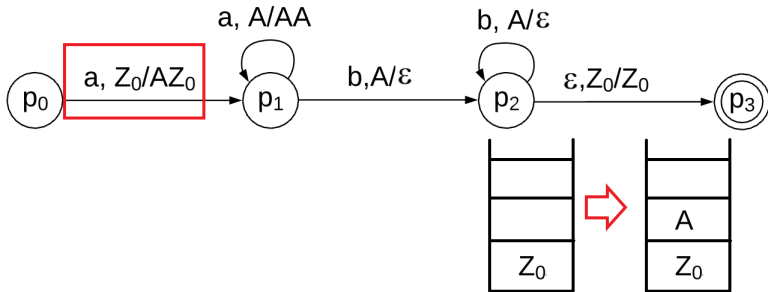 a, A/AA
b, A/ε
p₀
a, Z₀/AZ₀
p₁
b,A/ε
p₂
ε,Z₀/Z₀
p₃
A
Z₀
Z₀